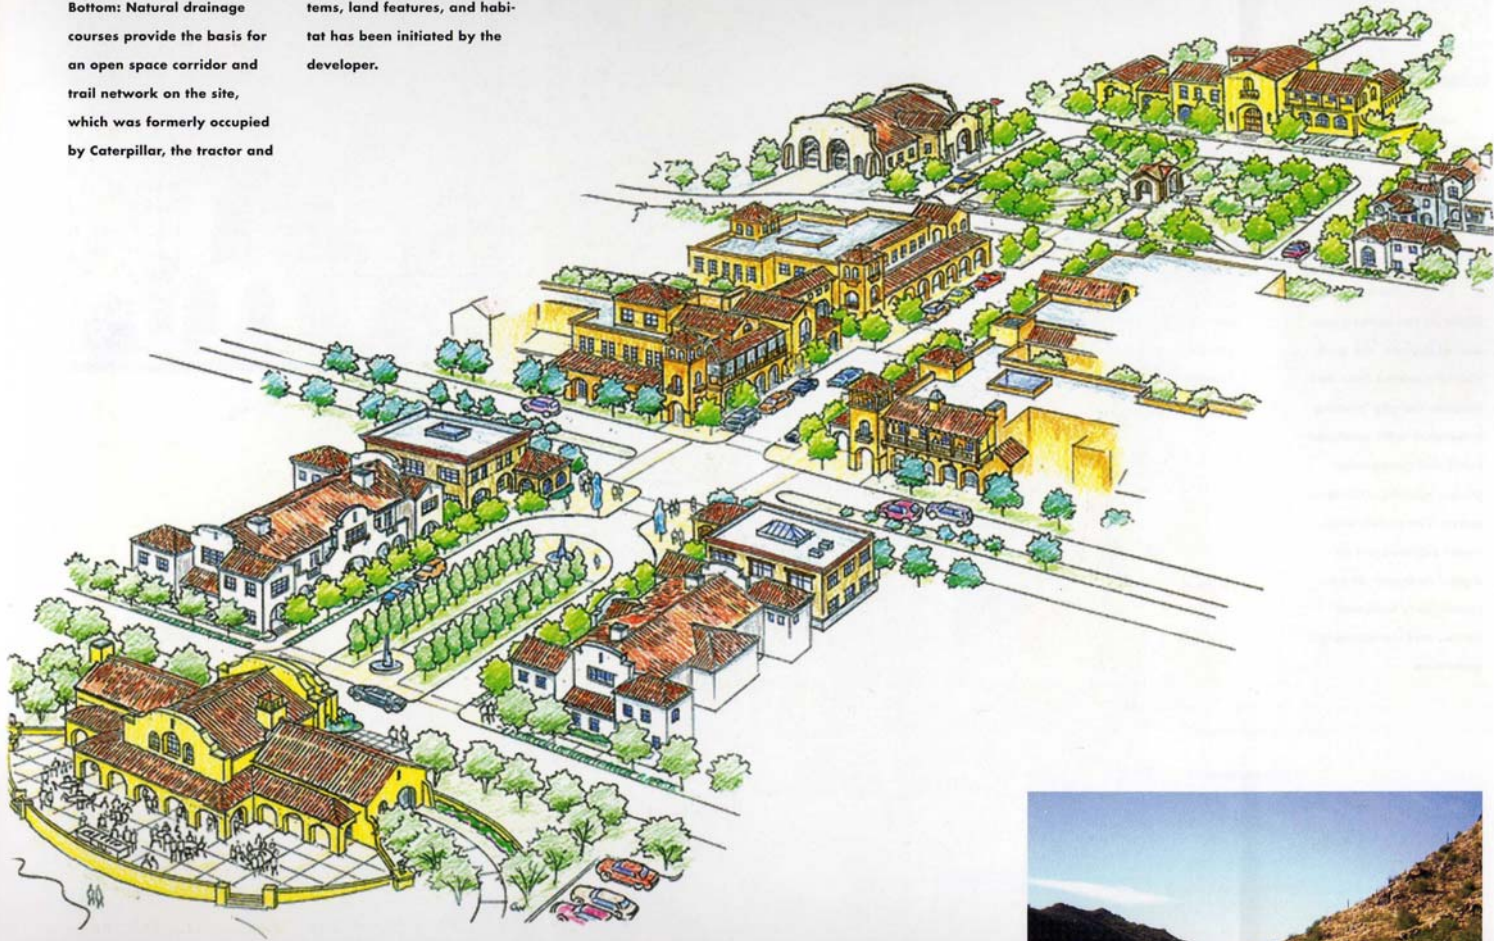 Bottom: Natural drainage
courses provide the basis for
an open space corridor and
trail network on the site,
which was formerly occupied
by Caterpillar, the tractor and
tems, land features, and habi-
tat has been initiated by the
developer.